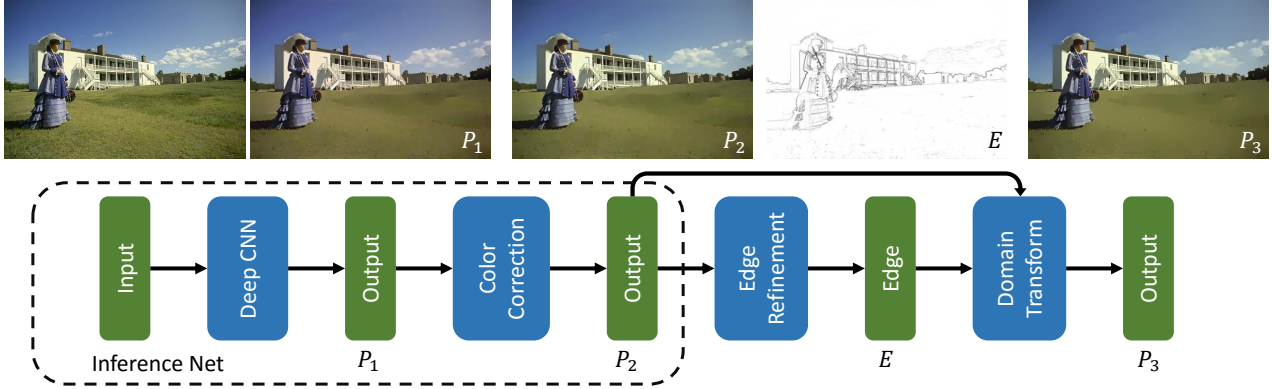 P₁
P₂
E
P₃
Input
Deep CNN
Output
Color
Correction
Output
Edge
Refinement
Edge
Domain
Transform
Output
Inference Net
P₁
P₂
E
P₃